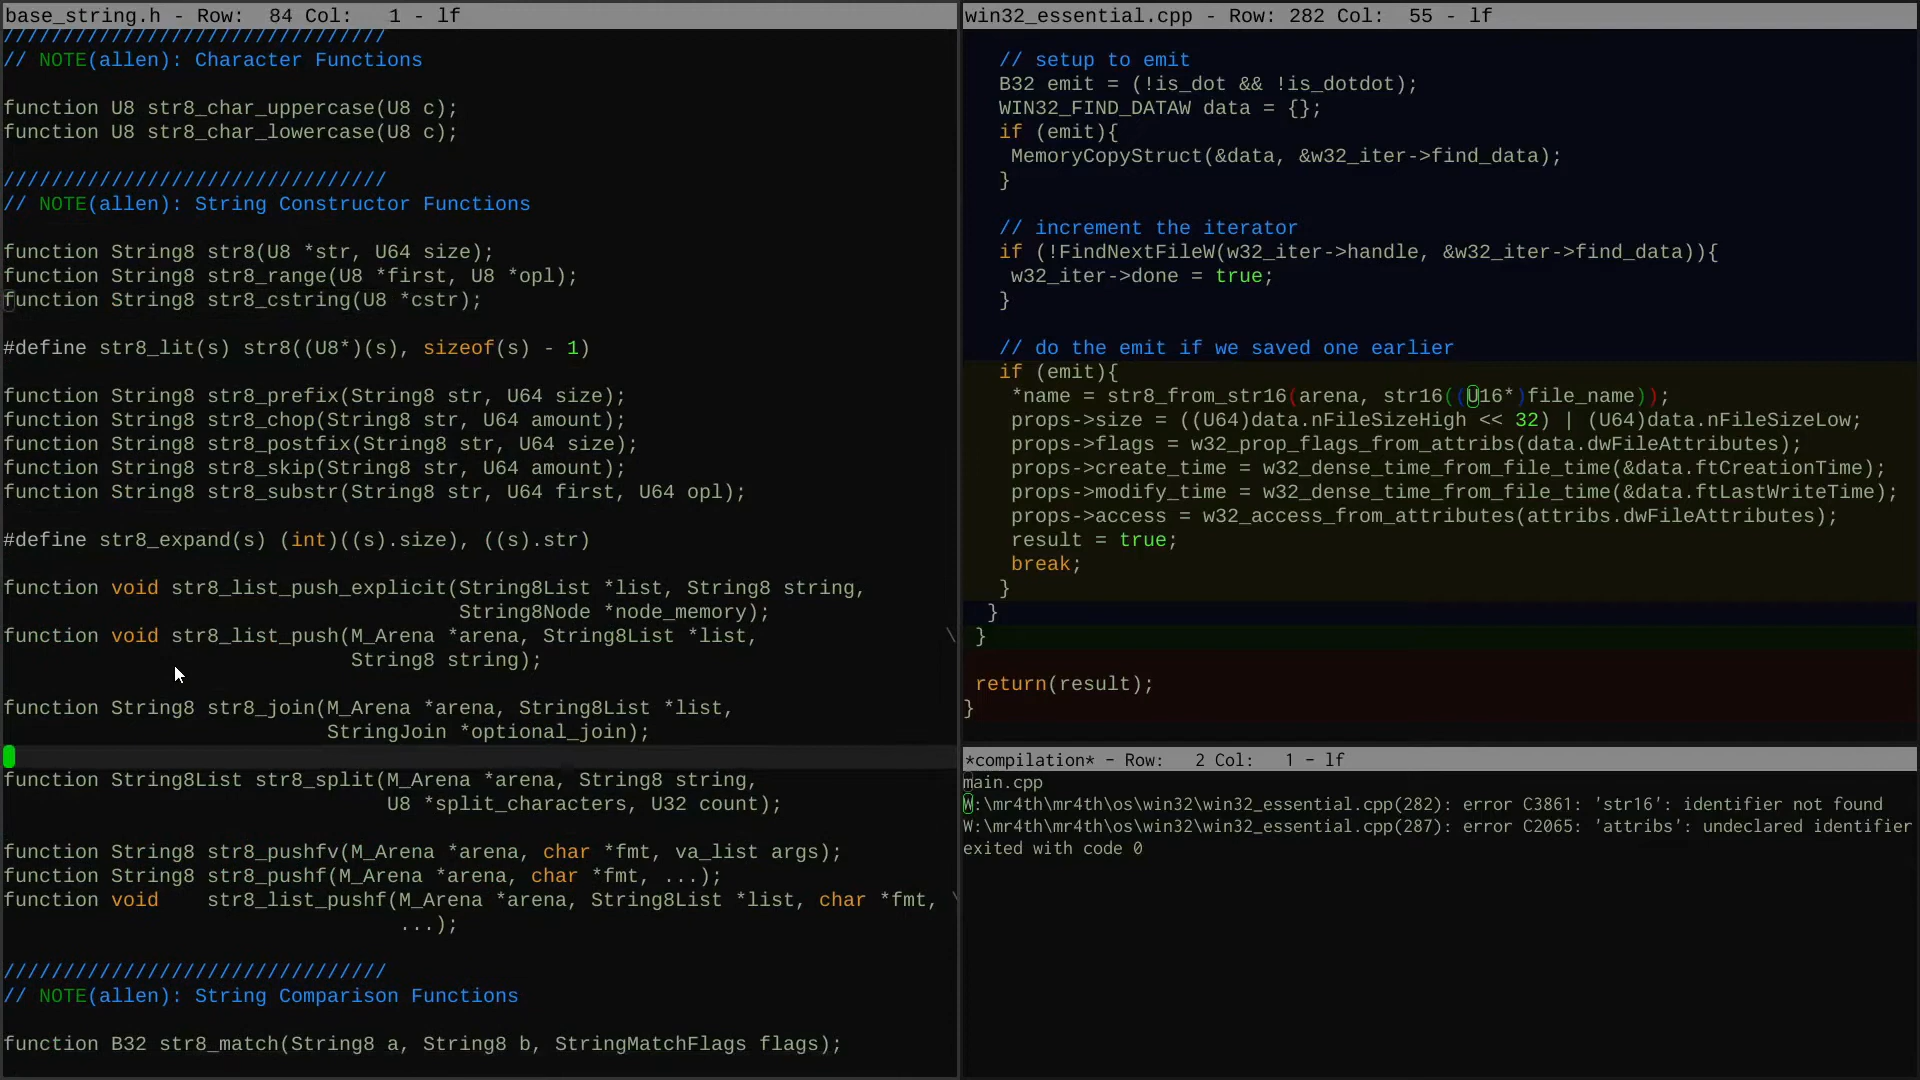 base_string.h - Row:  84 Col:   1 - lf
////////////////////////////////
// NOTE(allen): Character Functions
function U8 str8_char_uppercase(U8 c);
function U8 str8_char_lowercase(U8 c);
////////////////////////////////
// NOTE(allen): String Constructor Functions
function String8 str8(U8 *str, U64 size);
function String8 str8_range(U8 *first, U8 *opl);
function String8 str8_cstring(U8 *cstr);
#define str8_lit(s) str8((U8*)(s), sizeof(s) - 1)
function String8 str8_prefix(String8 str, U64 size);
function String8 str8_chop(String8 str, U64 amount);
function String8 str8_postfix(String8 str, U64 size);
function String8 str8_skip(String8 str, U64 amount);
function String8 str8_substr(String8 str, U64 first, U64 opl);
#define str8_expand(s) (int)((s).size), ((s).str)
function void str8_list_push_explicit(String8List *list, String8 string,
String8Node *node_memory);
function void str8_list_push(M_Arena *arena, String8List *list, \
String8 string);
function String8 str8_join(M_Arena *arena, String8List *list,
StringJoin *optional_join);
function String8List str8_split(M_Arena *arena, String8 string,
U8 *split_characters, U32 count);
function String8 str8_pushfv(M_Arena *arena, char *fmt, va_list args);
function String8 str8_pushf(M_Arena *arena, char *fmt, ...);
function void    str8_list_pushf(M_Arena *arena, String8List *list, char *fmt, \
...);
////////////////////////////////
// NOTE(allen): String Comparison Functions
function B32 str8_match(String8 a, String8 b, StringMatchFlags flags);
win32_essential.cpp - Row: 282 Col:  55 - lf
// setup to emit
B32 emit = (!is_dot && !is_dotdot);
WIN32_FIND_DATAW data = {};
if (emit){
MemoryCopyStruct(&data, &w32_iter->find_data);
}
// increment the iterator
if (!FindNextFileW(w32_iter->handle, &w32_iter->find_data)){
w32_iter->done = true;
}
// do the emit if we saved one earlier
if (emit){
*name = str8_from_str16(arena, str16((U16*)file_name));
props->size = ((U64)data.nFileSizeHigh << 32) | (U64)data.nFileSizeLow;
props->flags = w32_prop_flags_from_attribs(data.dwFileAttributes);
props->create_time = w32_dense_time_from_file_time(&data.ftCreationTime);
props->modify_time = w32_dense_time_from_file_time(&data.ftLastWriteTime);
props->access = w32_access_from_attributes(attribs.dwFileAttributes);
result = true;
break;
}
}
}
return(result);
}
*compilation* - Row:   2 Col:   1 - lf
main.cpp
W:\mr4th\mr4th\os\win32\win32_essential.cpp(282): error C3861: 'str16': identifier not found
W:\mr4th\mr4th\os\win32\win32_essential.cpp(287): error C2065: 'attribs': undeclared identifier
exited with code 0